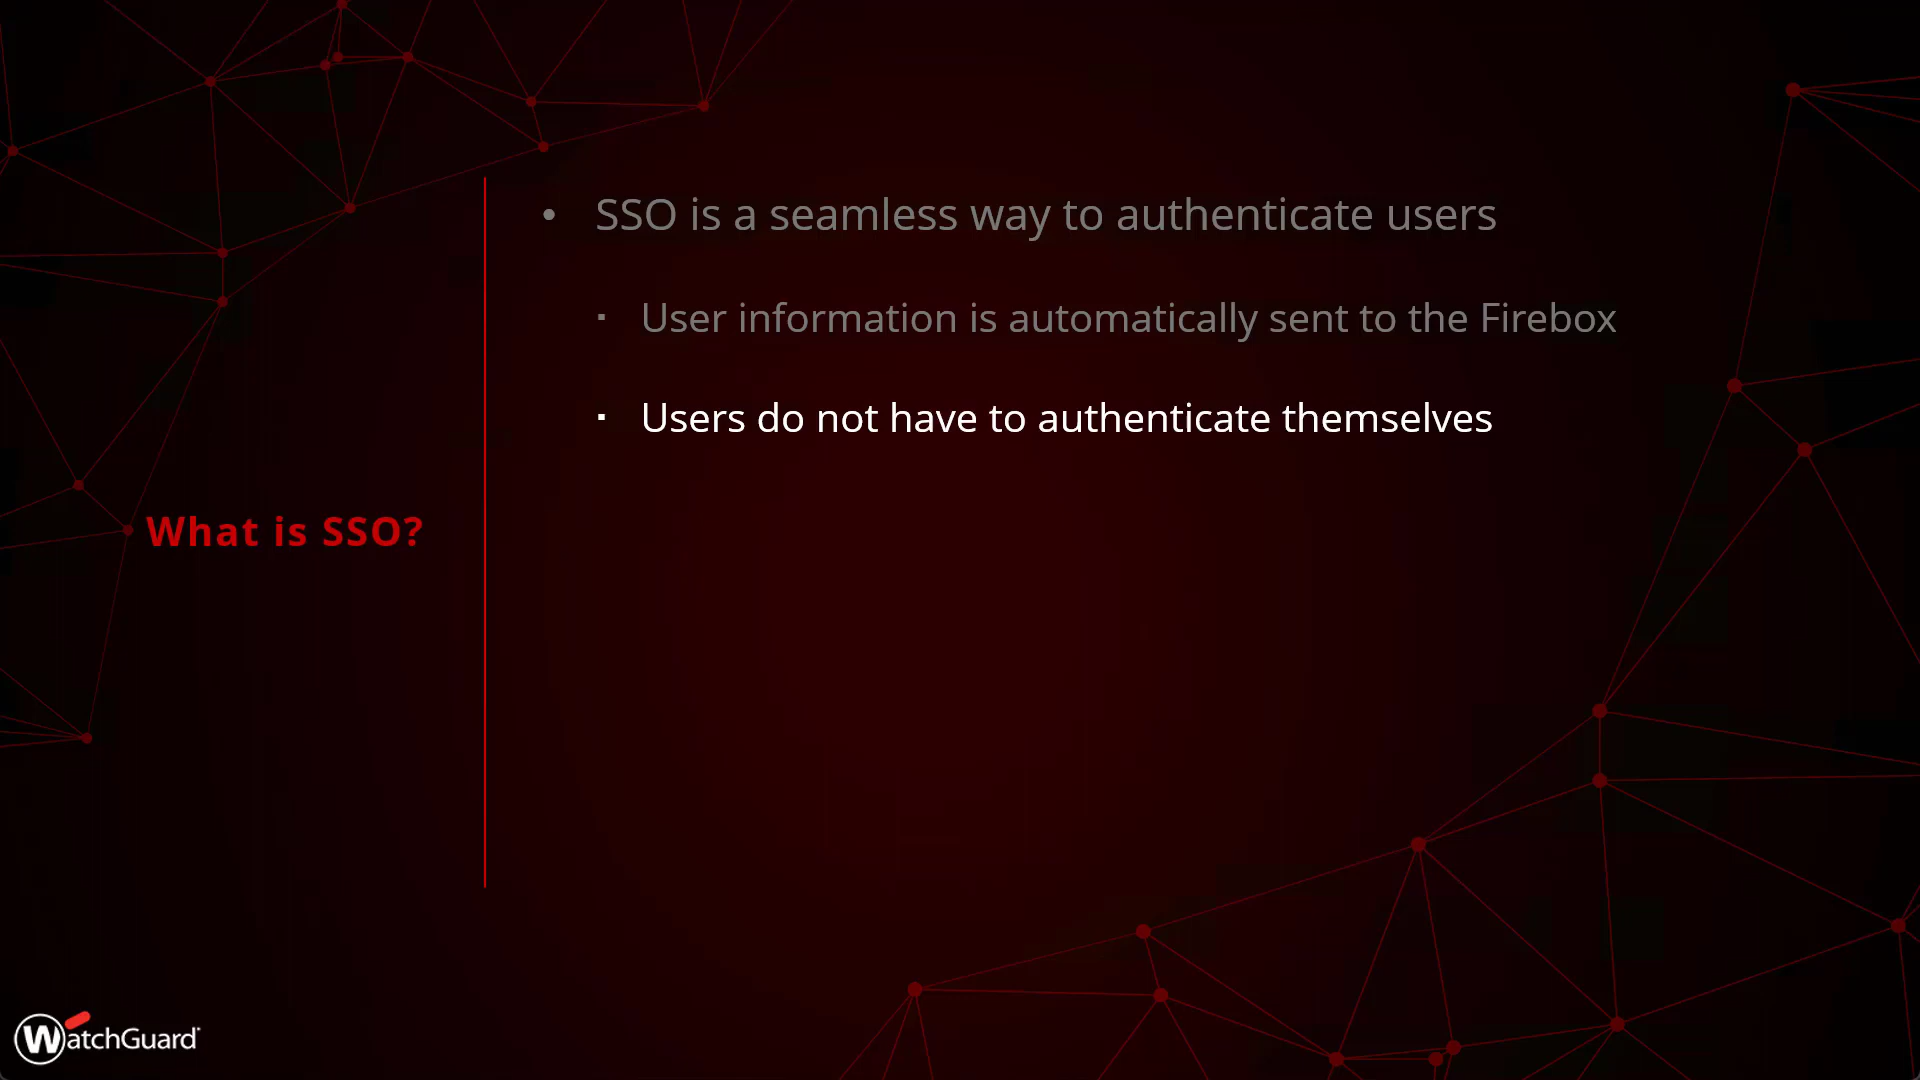 What is SSO?
• SSO is a seamless way to authenticate users
▪ User information is automatically sent to the Firebox
▪ Users do not have to authenticate themselves
WatchGuard